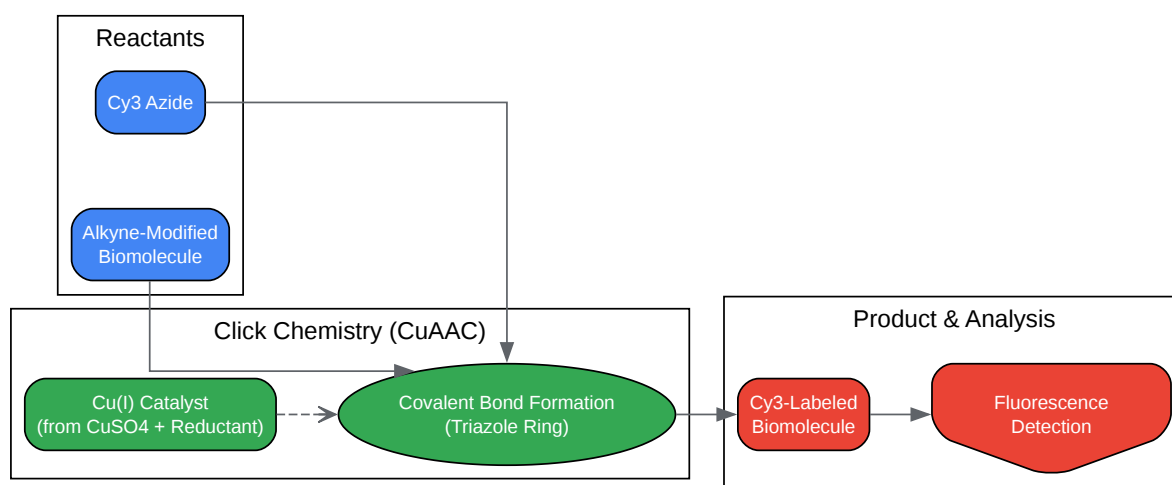 Reactants
Cy3 Azide
Alkyne-Modified
Biomolecule
Click Chemistry (CuAAC)
Cu(I) Catalyst
(from CuSO4 + Reductant)
Covalent Bond Formation
(Triazole Ring)
Product & Analysis
Cy3-Labeled
Biomolecule
Fluorescence
Detection